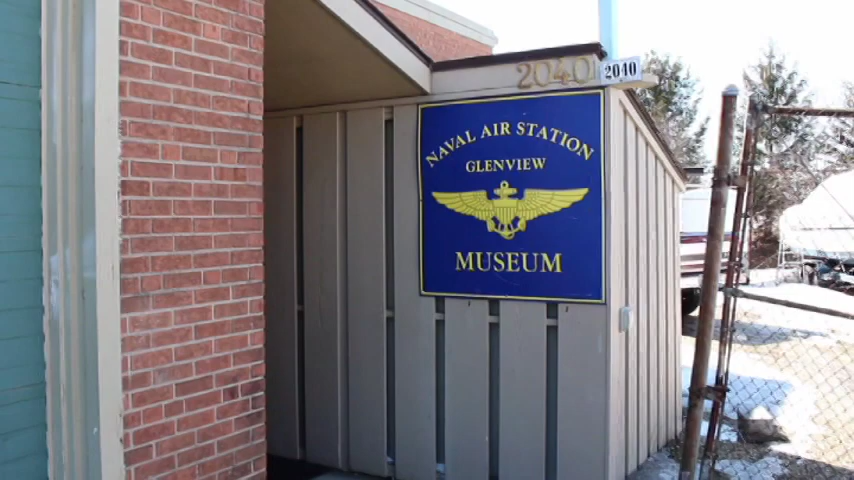 2040
2040
NAVAL AIR STATION
GLENVIEW
MUSEUM